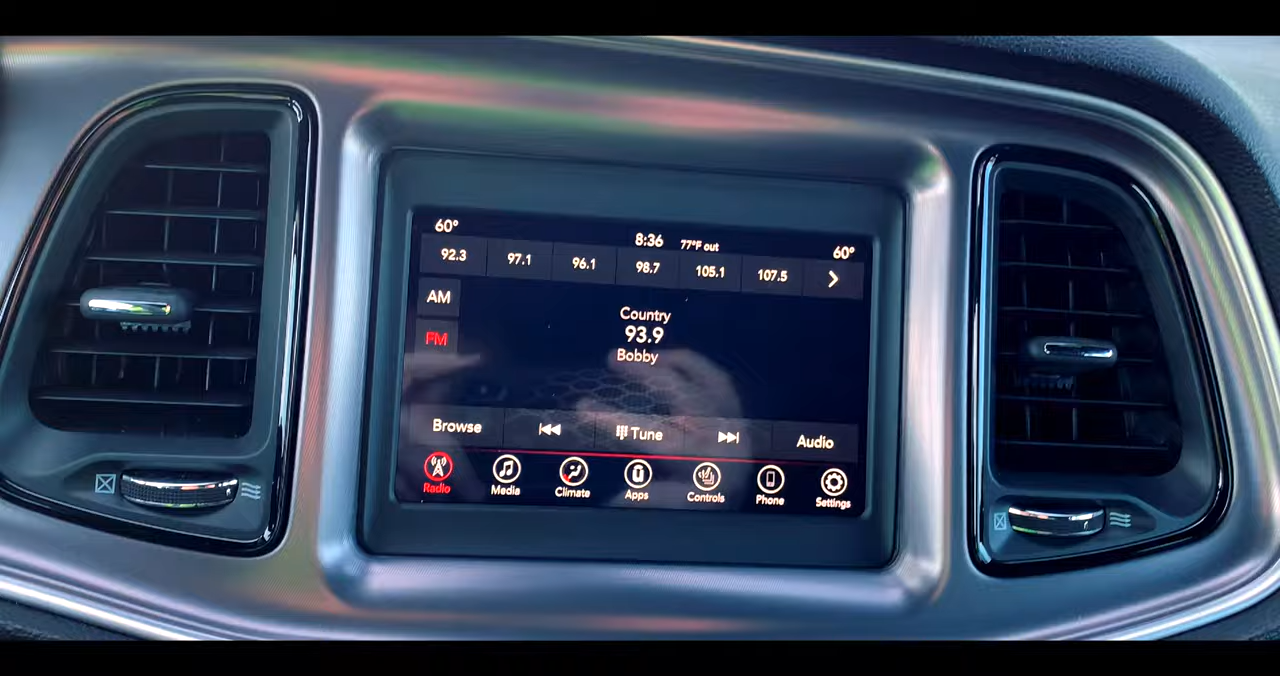 60° 8:36 77°F out 60°
92.3 97.1 96.1 98.7 105.1 107.5
AM
FM
Country
93.9
Bobby
Browse Tune Audio
Radio Media Climate Apps Controls Phone Settings